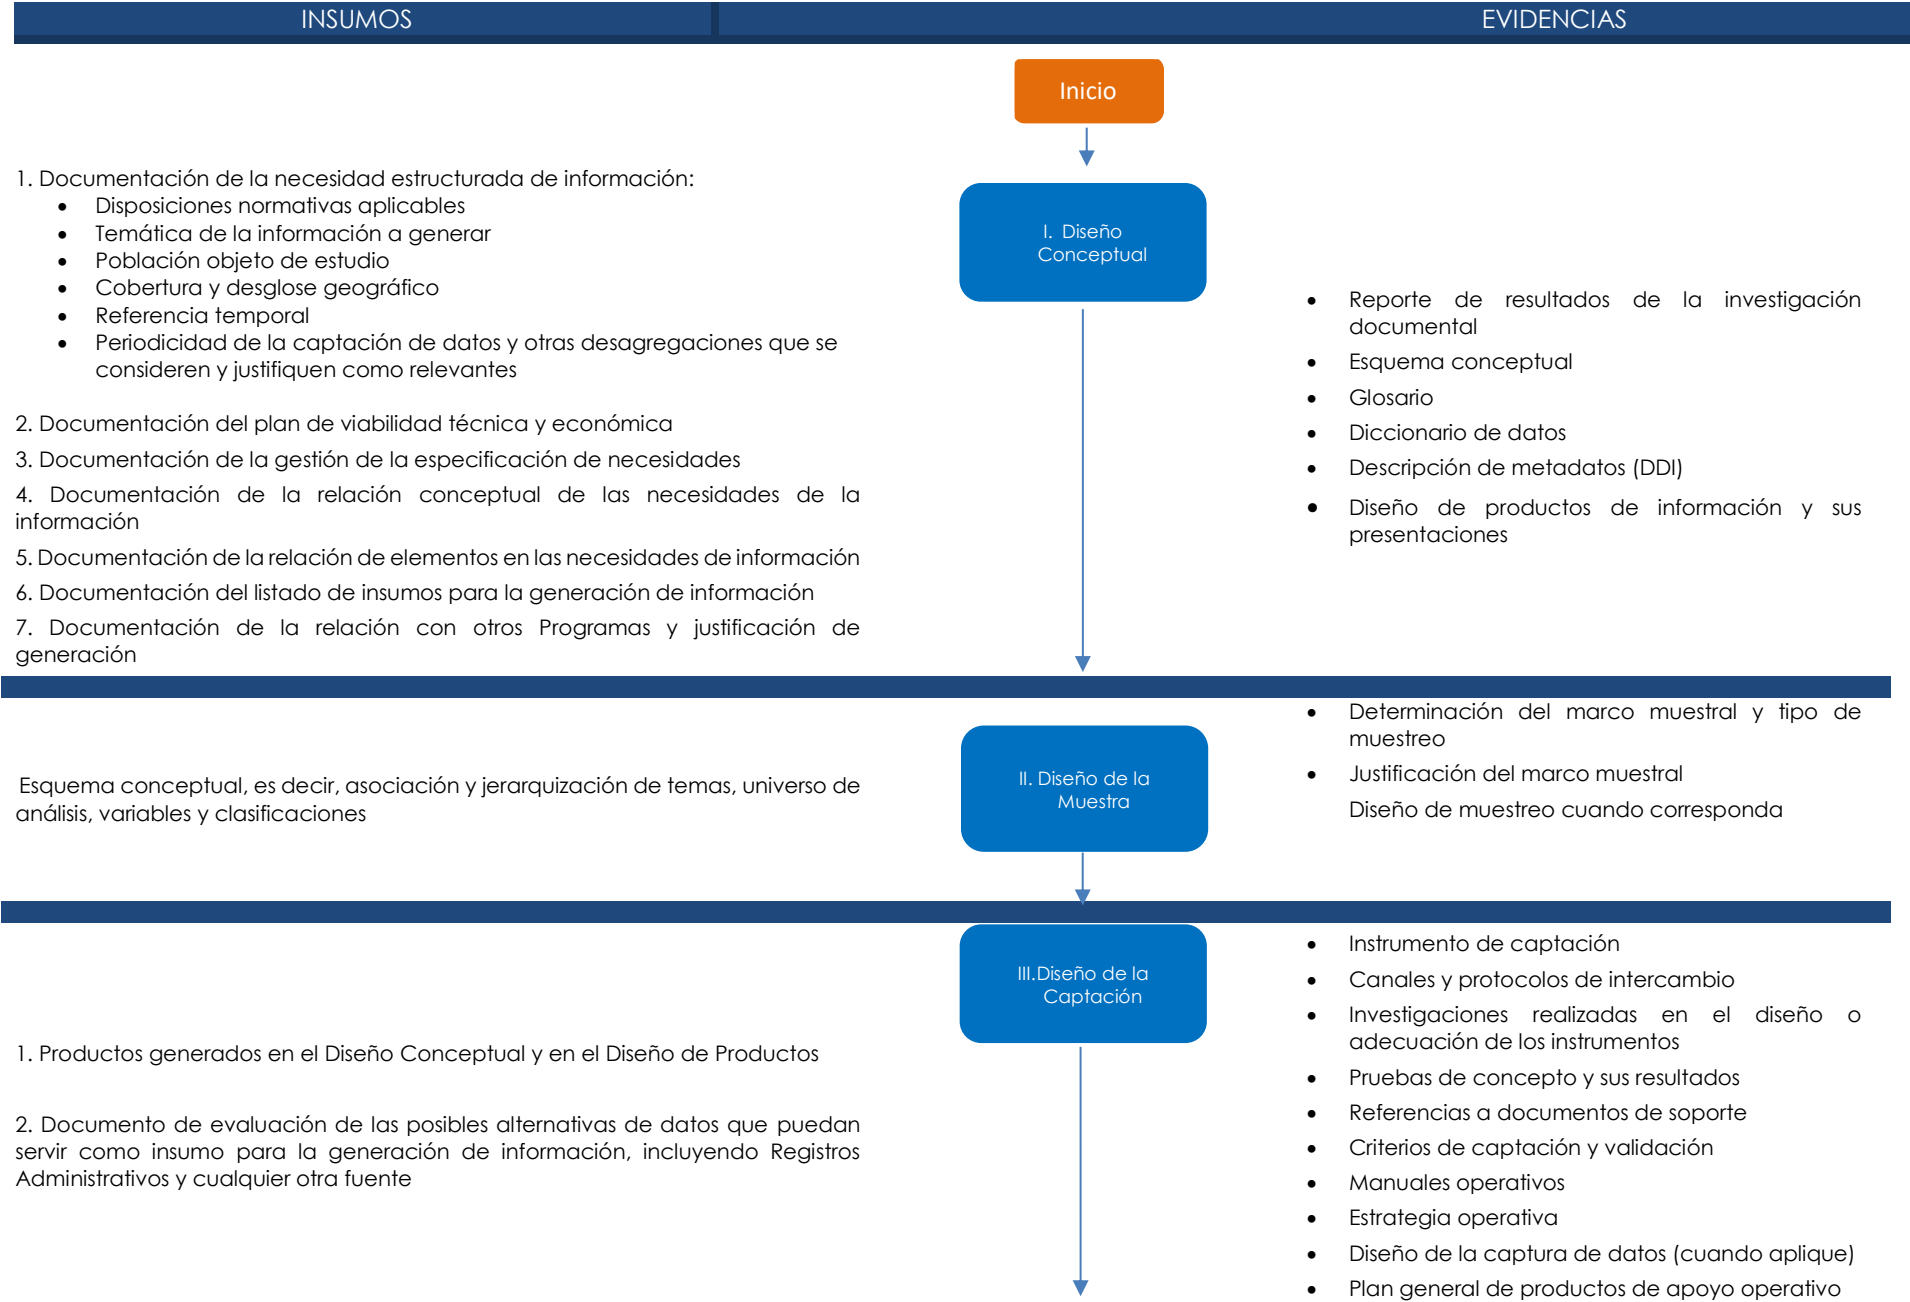 INSUMOS
EVIDENCIAS
Inicio
1. Documentación de la necesidad estructurada de información:
• Disposiciones normativas aplicables
• Temática de la información a generar
• Población objeto de estudio
• Cobertura y desglose geográfico
• Referencia temporal
• Periodicidad de la captación de datos y otras desagregaciones que se
consideren y justifiquen como relevantes
2. Documentación del plan de viabilidad técnica y económica
3. Documentación de la gestión de la especificación de necesidades
4. Documentación de la relación conceptual de las necesidades de la
información
5. Documentación de la relación de elementos en las necesidades de información
6. Documentación del listado de insumos para la generación de información
7. Documentación de la relación con otros Programas y justificación de
generación
I. Diseño
Conceptual
• Reporte de resultados de la investigación
documental
• Esquema conceptual
• Glosario
• Diccionario de datos
• Descripción de metadatos (DDI)
• Diseño de productos de información y sus
presentaciones
Esquema conceptual, es decir, asociación y jerarquización de temas, universo de
análisis, variables y clasificaciones
II. Diseño de la
Muestra
• Determinación del marco muestral y tipo de
muestreo
• Justificación del marco muestral
Diseño de muestreo cuando corresponda
1. Productos generados en el Diseño Conceptual y en el Diseño de Productos
2. Documento de evaluación de las posibles alternativas de datos que puedan
servir como insumo para la generación de información, incluyendo Registros
Administrativos y cualquier otra fuente
III.Diseño de la
Captación
• Instrumento de captación
• Canales y protocolos de intercambio
• Investigaciones realizadas en el diseño o
adecuación de los instrumentos
• Pruebas de concepto y sus resultados
• Referencias a documentos de soporte
• Criterios de captación y validación
• Manuales operativos
• Estrategia operativa
• Diseño de la captura de datos (cuando aplique)
• Plan general de productos de apoyo operativo